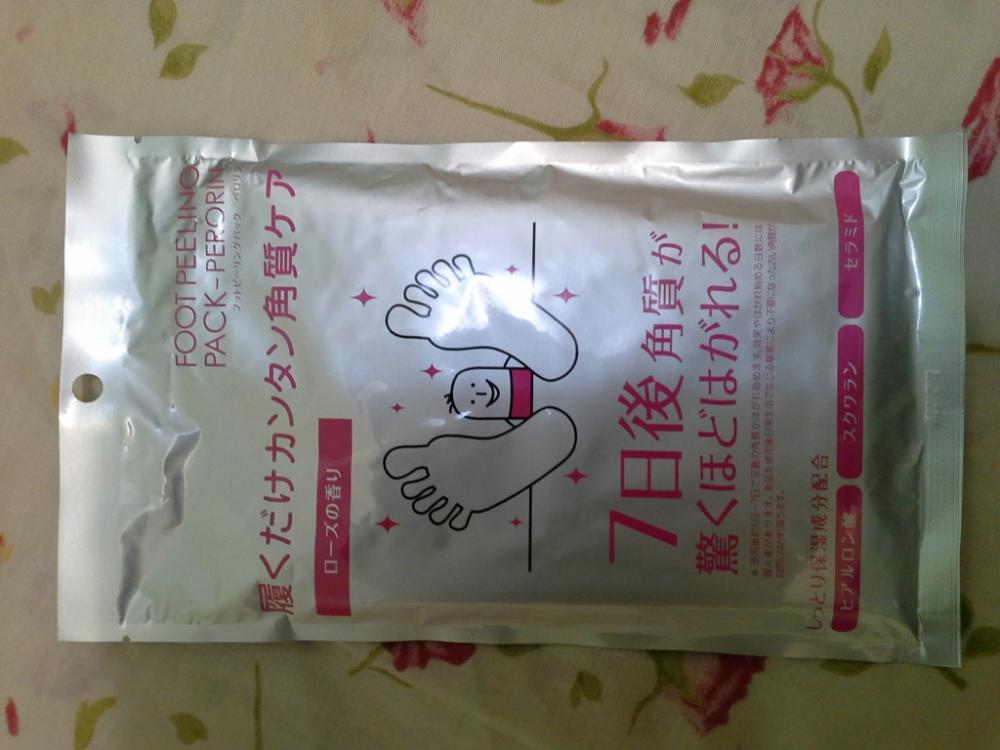 FOOT PEELING
PACK-PERORIN
フットピーリングパック ペロリン
履くだけカンタン角質ケア
ローズの香り
7日後角質が
驚くほどはがれる!
しっとり保湿成分配合
ヒアルロン酸
スクワラン
セラミド